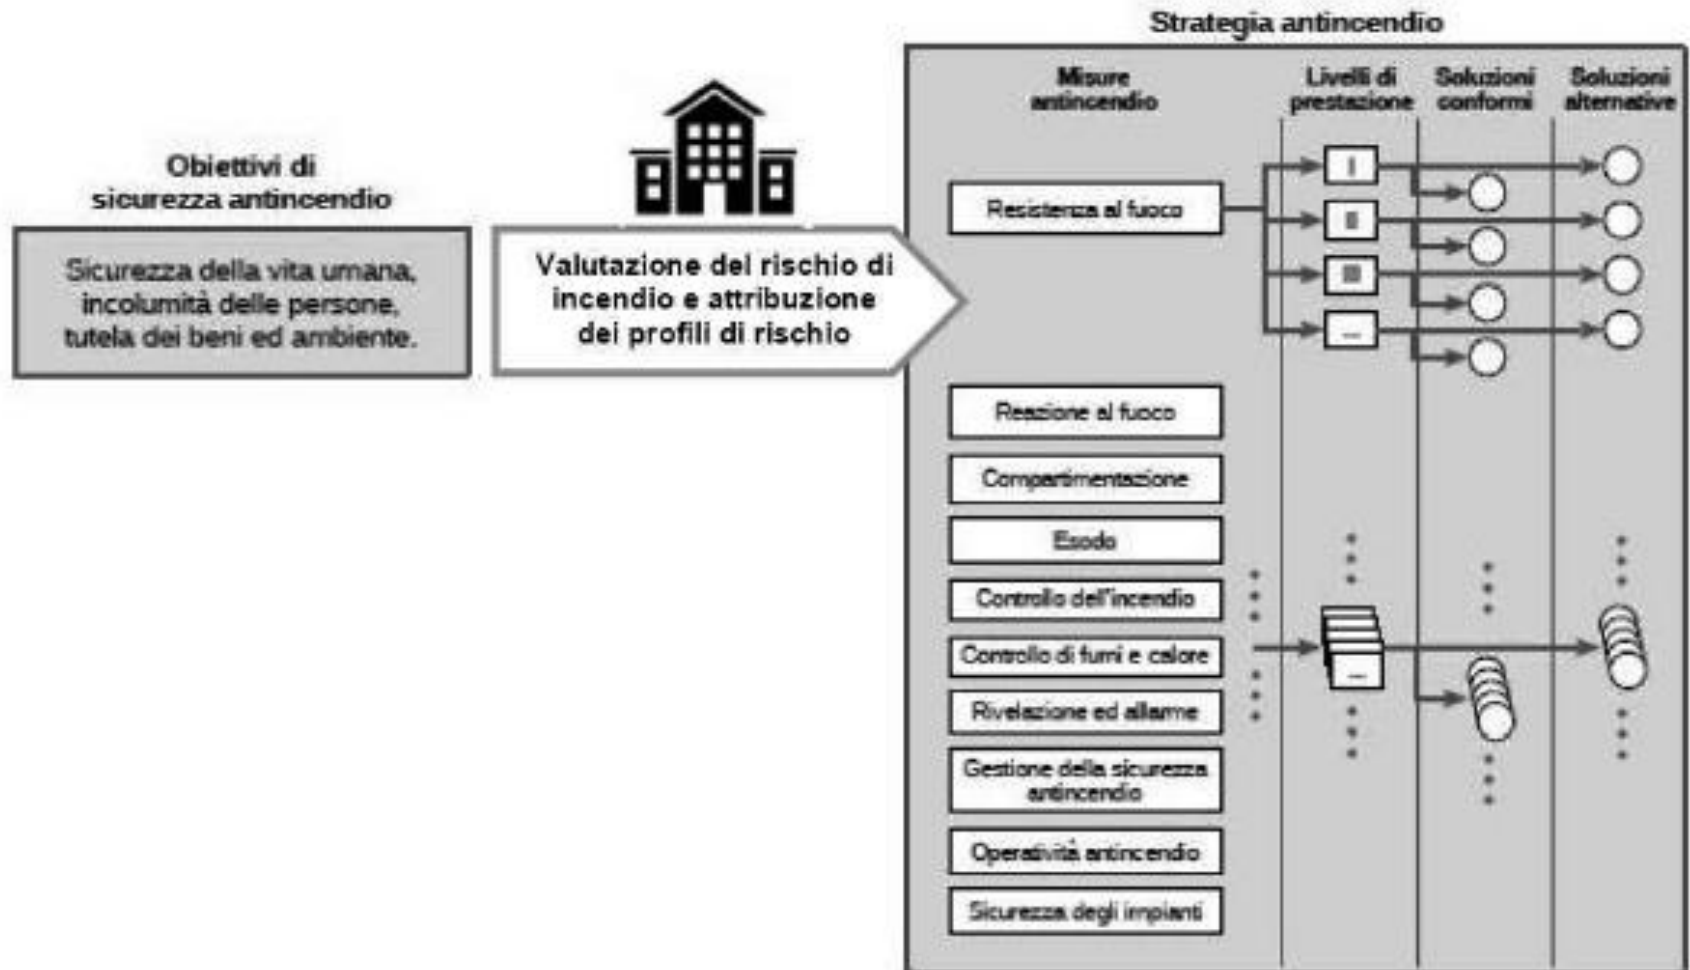 Strategia antincendio
Obiettivi di
sicurezza antincendio
Sicurezza della vita umana,
incolumità delle persone,
tutela dei beni ed ambiente.
Valutazione del rischio di
incendio e attribuzione
dei profili di rischio
Misure
antincendio
Livelli di
prestazione
Soluzioni
conformi
Soluzioni
alternative
Resistenza al fuoco
I
II
III
...
Reazione al fuoco
Compartimentazione
Esodo
Controllo dell'incendio
Controllo di fumi e calore
...
Rivelazione ed allarme
Gestione della sicurezza
antincendio
Operatività antincendio
Sicurezza degli impianti